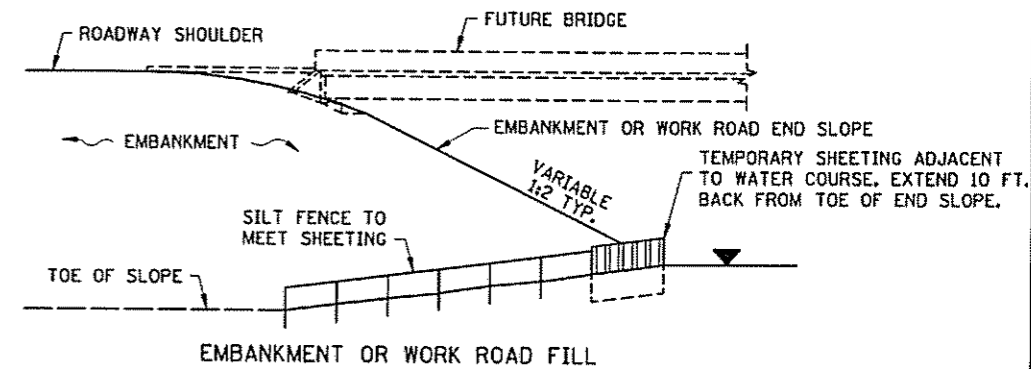 FUTURE BRIDGE
ROADWAY SHOULDER
EMBANKMENT
EMBANKMENT OR WORK ROAD END SLOPE
VARIABLE
1:2 TYP.
TEMPORARY SHEETING ADJACENT
TO WATER COURSE. EXTEND 10 FT.
BACK FROM TOE OF END SLOPE.
SILT FENCE TO
MEET SHEETING
TOE OF SLOPE
EMBANKMENT OR WORK ROAD FILL